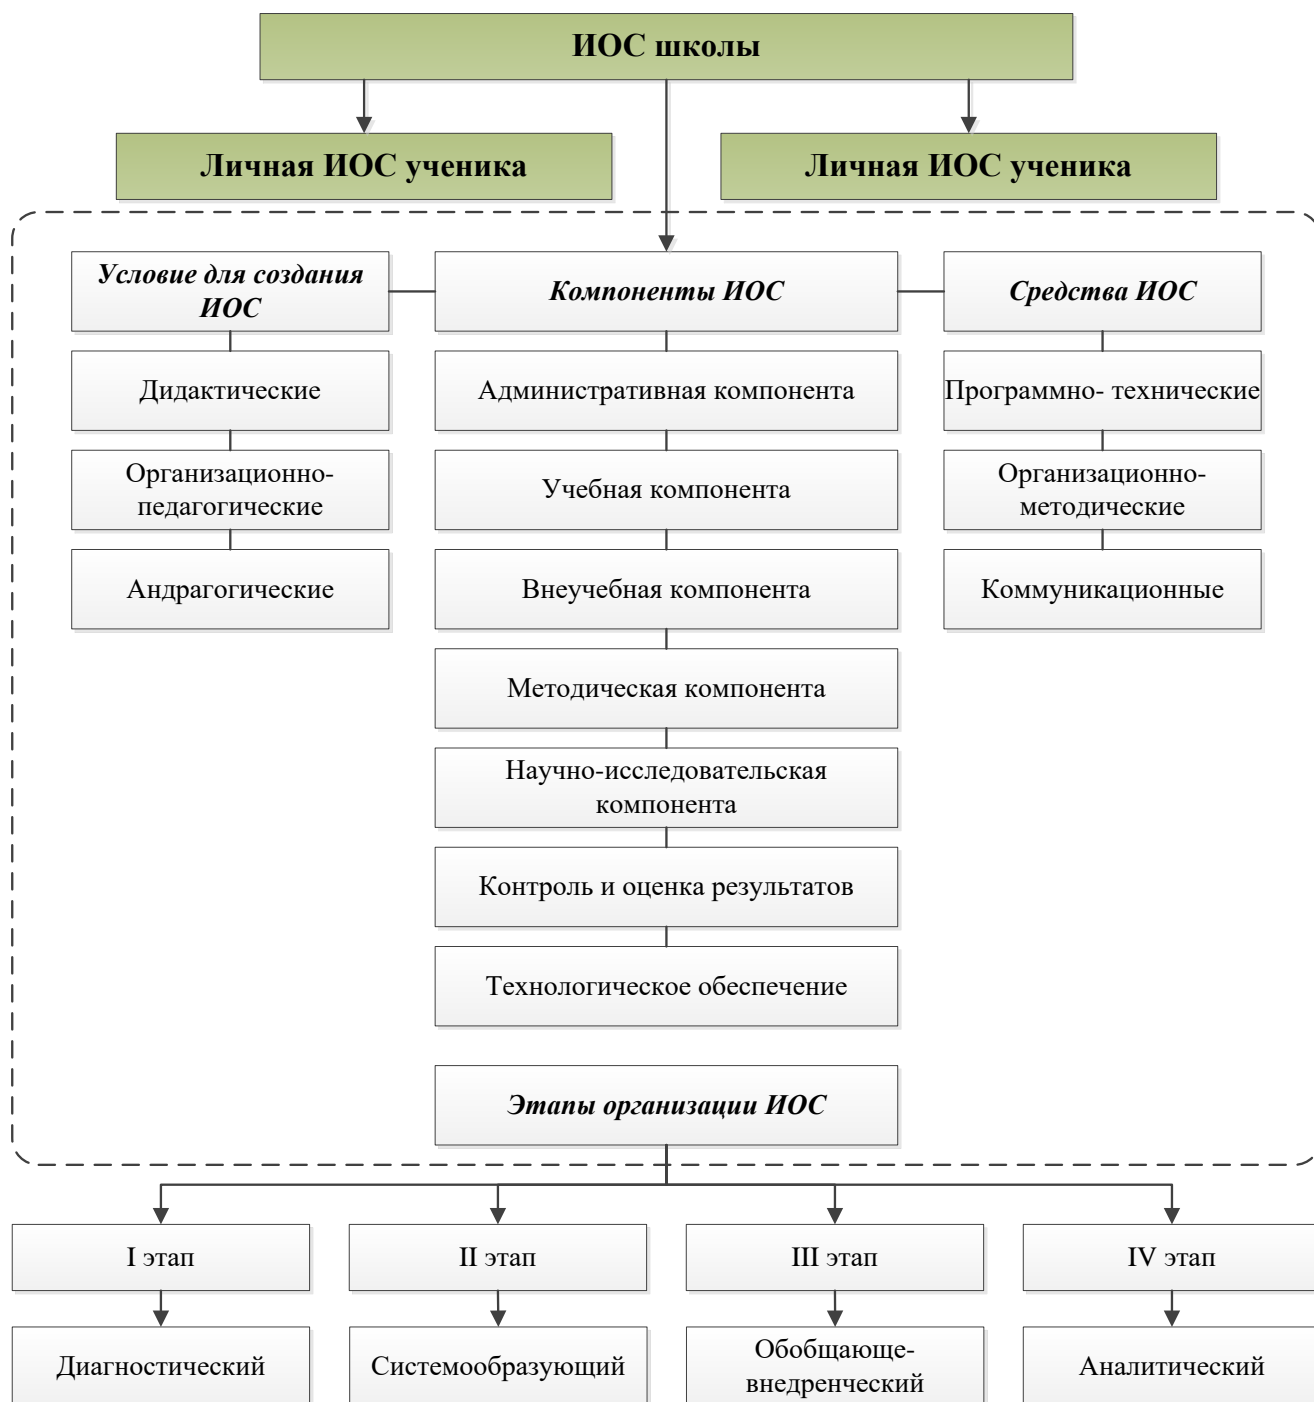 ИОС школы
Личная ИОС ученика
Личная ИОС ученика
Условие для создания
ИОС
Компоненты ИОС
Средства ИОС
Дидактические
Административная компонента
Программно- технические
Организационно-
педагогические
Учебная компонента
Организационно-
методические
Андрагогические
Внеучебная компонента
Коммуникационные
Методическая компонента
Научно-исследовательская
компонента
Контроль и оценка результатов
Технологическое обеспечение
Этапы организации ИОС
I этап
II этап
III этап
IV этап
Диагностический
Системообразующий
Обобщающе-
внедренческий
Аналитический